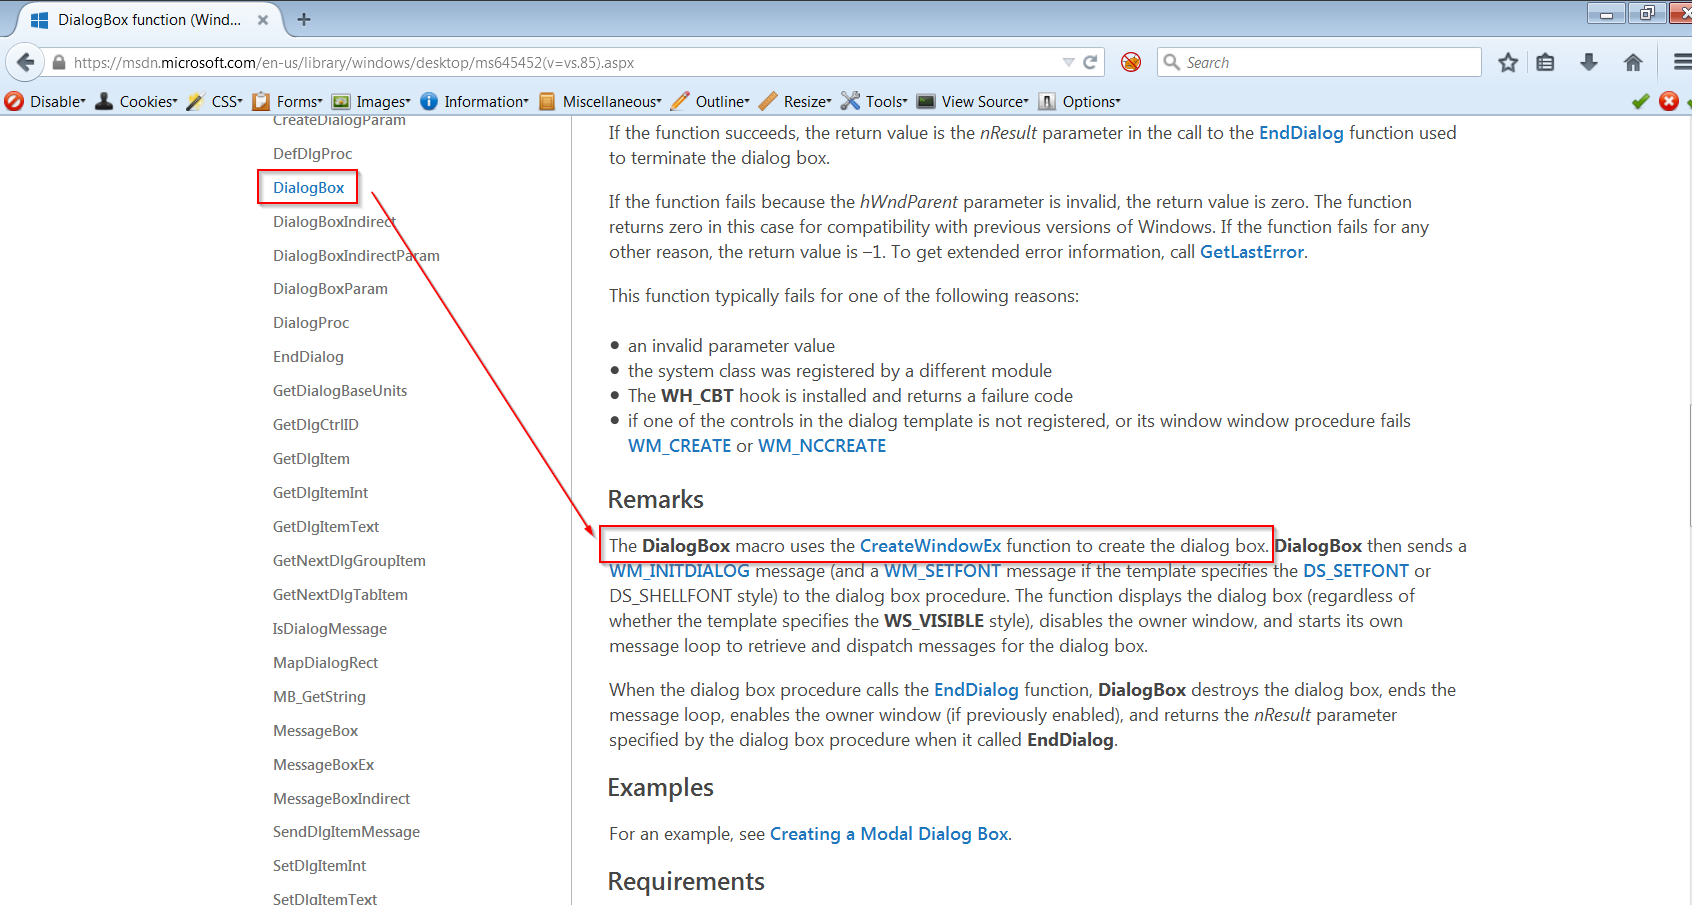 DialogBox function (Wind...
https://msdn.microsoft.com/en-us/library/windows/desktop/ms645452(v=vs.85).aspx
Search
Disable Cookies CSS Forms Images Information Miscellaneous Outline Resize Tools View Source Options
CreateDialogParam
DefDlgProc
DialogBox
DialogBoxIndirect
DialogBoxIndirectParam
DialogBoxParam
DialogProc
EndDialog
GetDialogBaseUnits
GetDlgCtrlID
GetDlgItem
GetDlgItemInt
GetDlgItemText
GetNextDlgGroupItem
GetNextDlgTabItem
IsDialogMessage
MapDialogRect
MB_GetString
MessageBox
MessageBoxEx
MessageBoxIndirect
SendDlgItemMessage
SetDlgItemInt
SetDlgItemText
If the function succeeds, the return value is the nResult parameter in the call to the EndDialog function used
to terminate the dialog box.
If the function fails because the hWndParent parameter is invalid, the return value is zero. The function
returns zero in this case for compatibility with previous versions of Windows. If the function fails for any
other reason, the return value is –1. To get extended error information, call GetLastError.
This function typically fails for one of the following reasons:
• an invalid parameter value
• the system class was registered by a different module
• The WH_CBT hook is installed and returns a failure code
• if one of the controls in the dialog template is not registered, or its window window procedure fails
WM_CREATE or WM_NCCREATE
Remarks
The DialogBox macro uses the CreateWindowEx function to create the dialog box. DialogBox then sends a
WM_INITDIALOG message (and a WM_SETFONT message if the template specifies the DS_SETFONT or
DS_SHELLFONT style) to the dialog box procedure. The function displays the dialog box (regardless of
whether the template specifies the WS_VISIBLE style), disables the owner window, and starts its own
message loop to retrieve and dispatch messages for the dialog box.
When the dialog box procedure calls the EndDialog function, DialogBox destroys the dialog box, ends the
message loop, enables the owner window (if previously enabled), and returns the nResult parameter
specified by the dialog box procedure when it called EndDialog.
Examples
For an example, see Creating a Modal Dialog Box.
Requirements